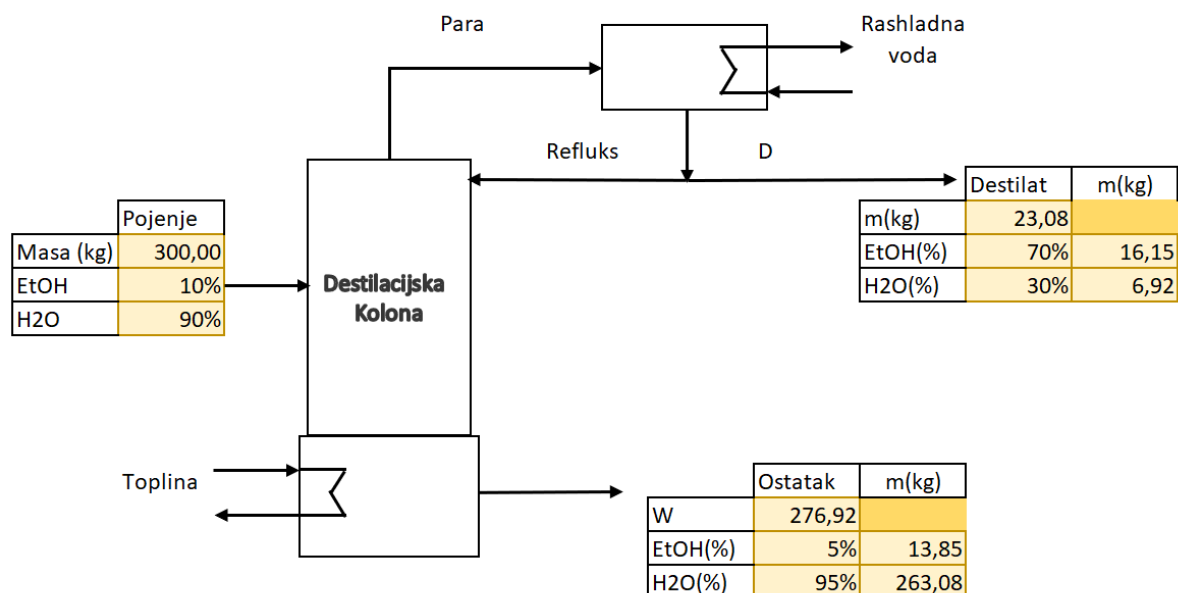 Para
Rashladna
voda
Refluks D
Destilat m(kg)
m(kg) 23,08
EtOH(%) 70% 16,15
H2O(%) 30% 6,92
Pojenje
Masa (kg) 300,00
EtOH 10%
H2O 90%
Destilacijska
Kolona
Toplina
Ostatak m(kg)
W 276,92
EtOH(%) 5% 13,85
H2O(%) 95% 263,08